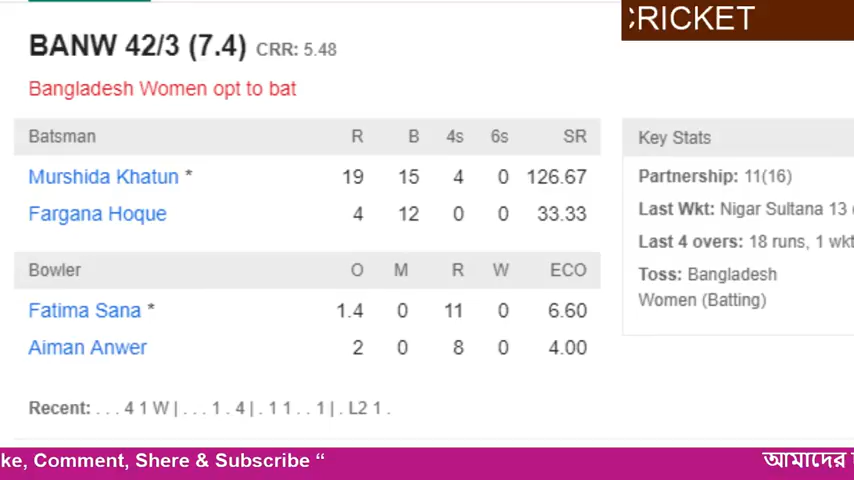 CRICKET
BANW 42/3 (7.4) CRR: 5.48
Bangladesh Women opt to bat
Batsman R B 4s 6s SR
Murshida Khatun * 19 15 4 0 126.67
Fargana Hoque 4 12 0 0 33.33
Bowler O M R W ECO
Fatima Sana * 1.4 0 11 0 6.60
Aiman Anwer 2 0 8 0 4.00
Recent: . . . 4 1 W | . . . 1 . 4 | . 1 1 . . 1 | . L2 1 .
Key Stats
Partnership: 11(16)
Last Wkt: Nigar Sultana 13
Last 4 overs: 18 runs, 1 wkt
Toss: Bangladesh
Women (Batting)
ke, Comment, Shere & Subscribe “ আমাদের